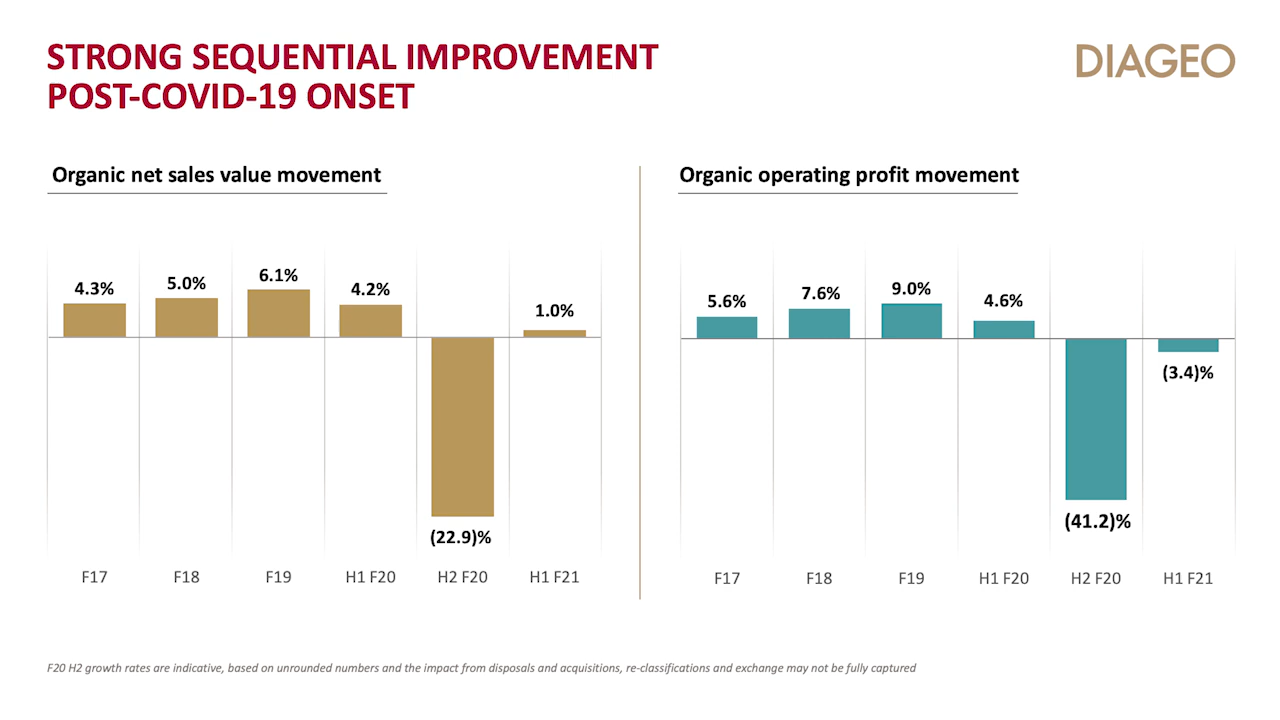 STRONG SEQUENTIAL IMPROVEMENT
POST-COVID-19 ONSET
DIAGEO
Organic net sales value movement
4.3%
5.0%
6.1%
4.2%
1.0%
(22.9)%
F17
F18
F19
H1 F20
H2 F20
H1 F21
Organic operating profit movement
5.6%
7.6%
9.0%
4.6%
(3.4)%
(41.2)%
F17
F18
F19
H1 F20
H2 F20
H1 F21
F20 H2 growth rates are indicative, based on unrounded numbers and the impact from disposals and acquisitions, re-classifications and exchange may not be fully captured